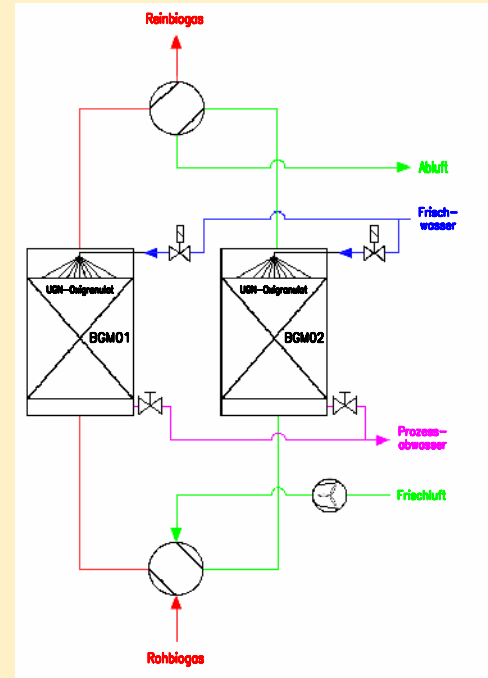 Reinbiogas
Abluft
Frisch-
wasser
UGN-Oxigranulat
UGN-Oxigranulat
BGM01
BGM02
Prozess-
abwasser
Frischluft
Rohbiogas